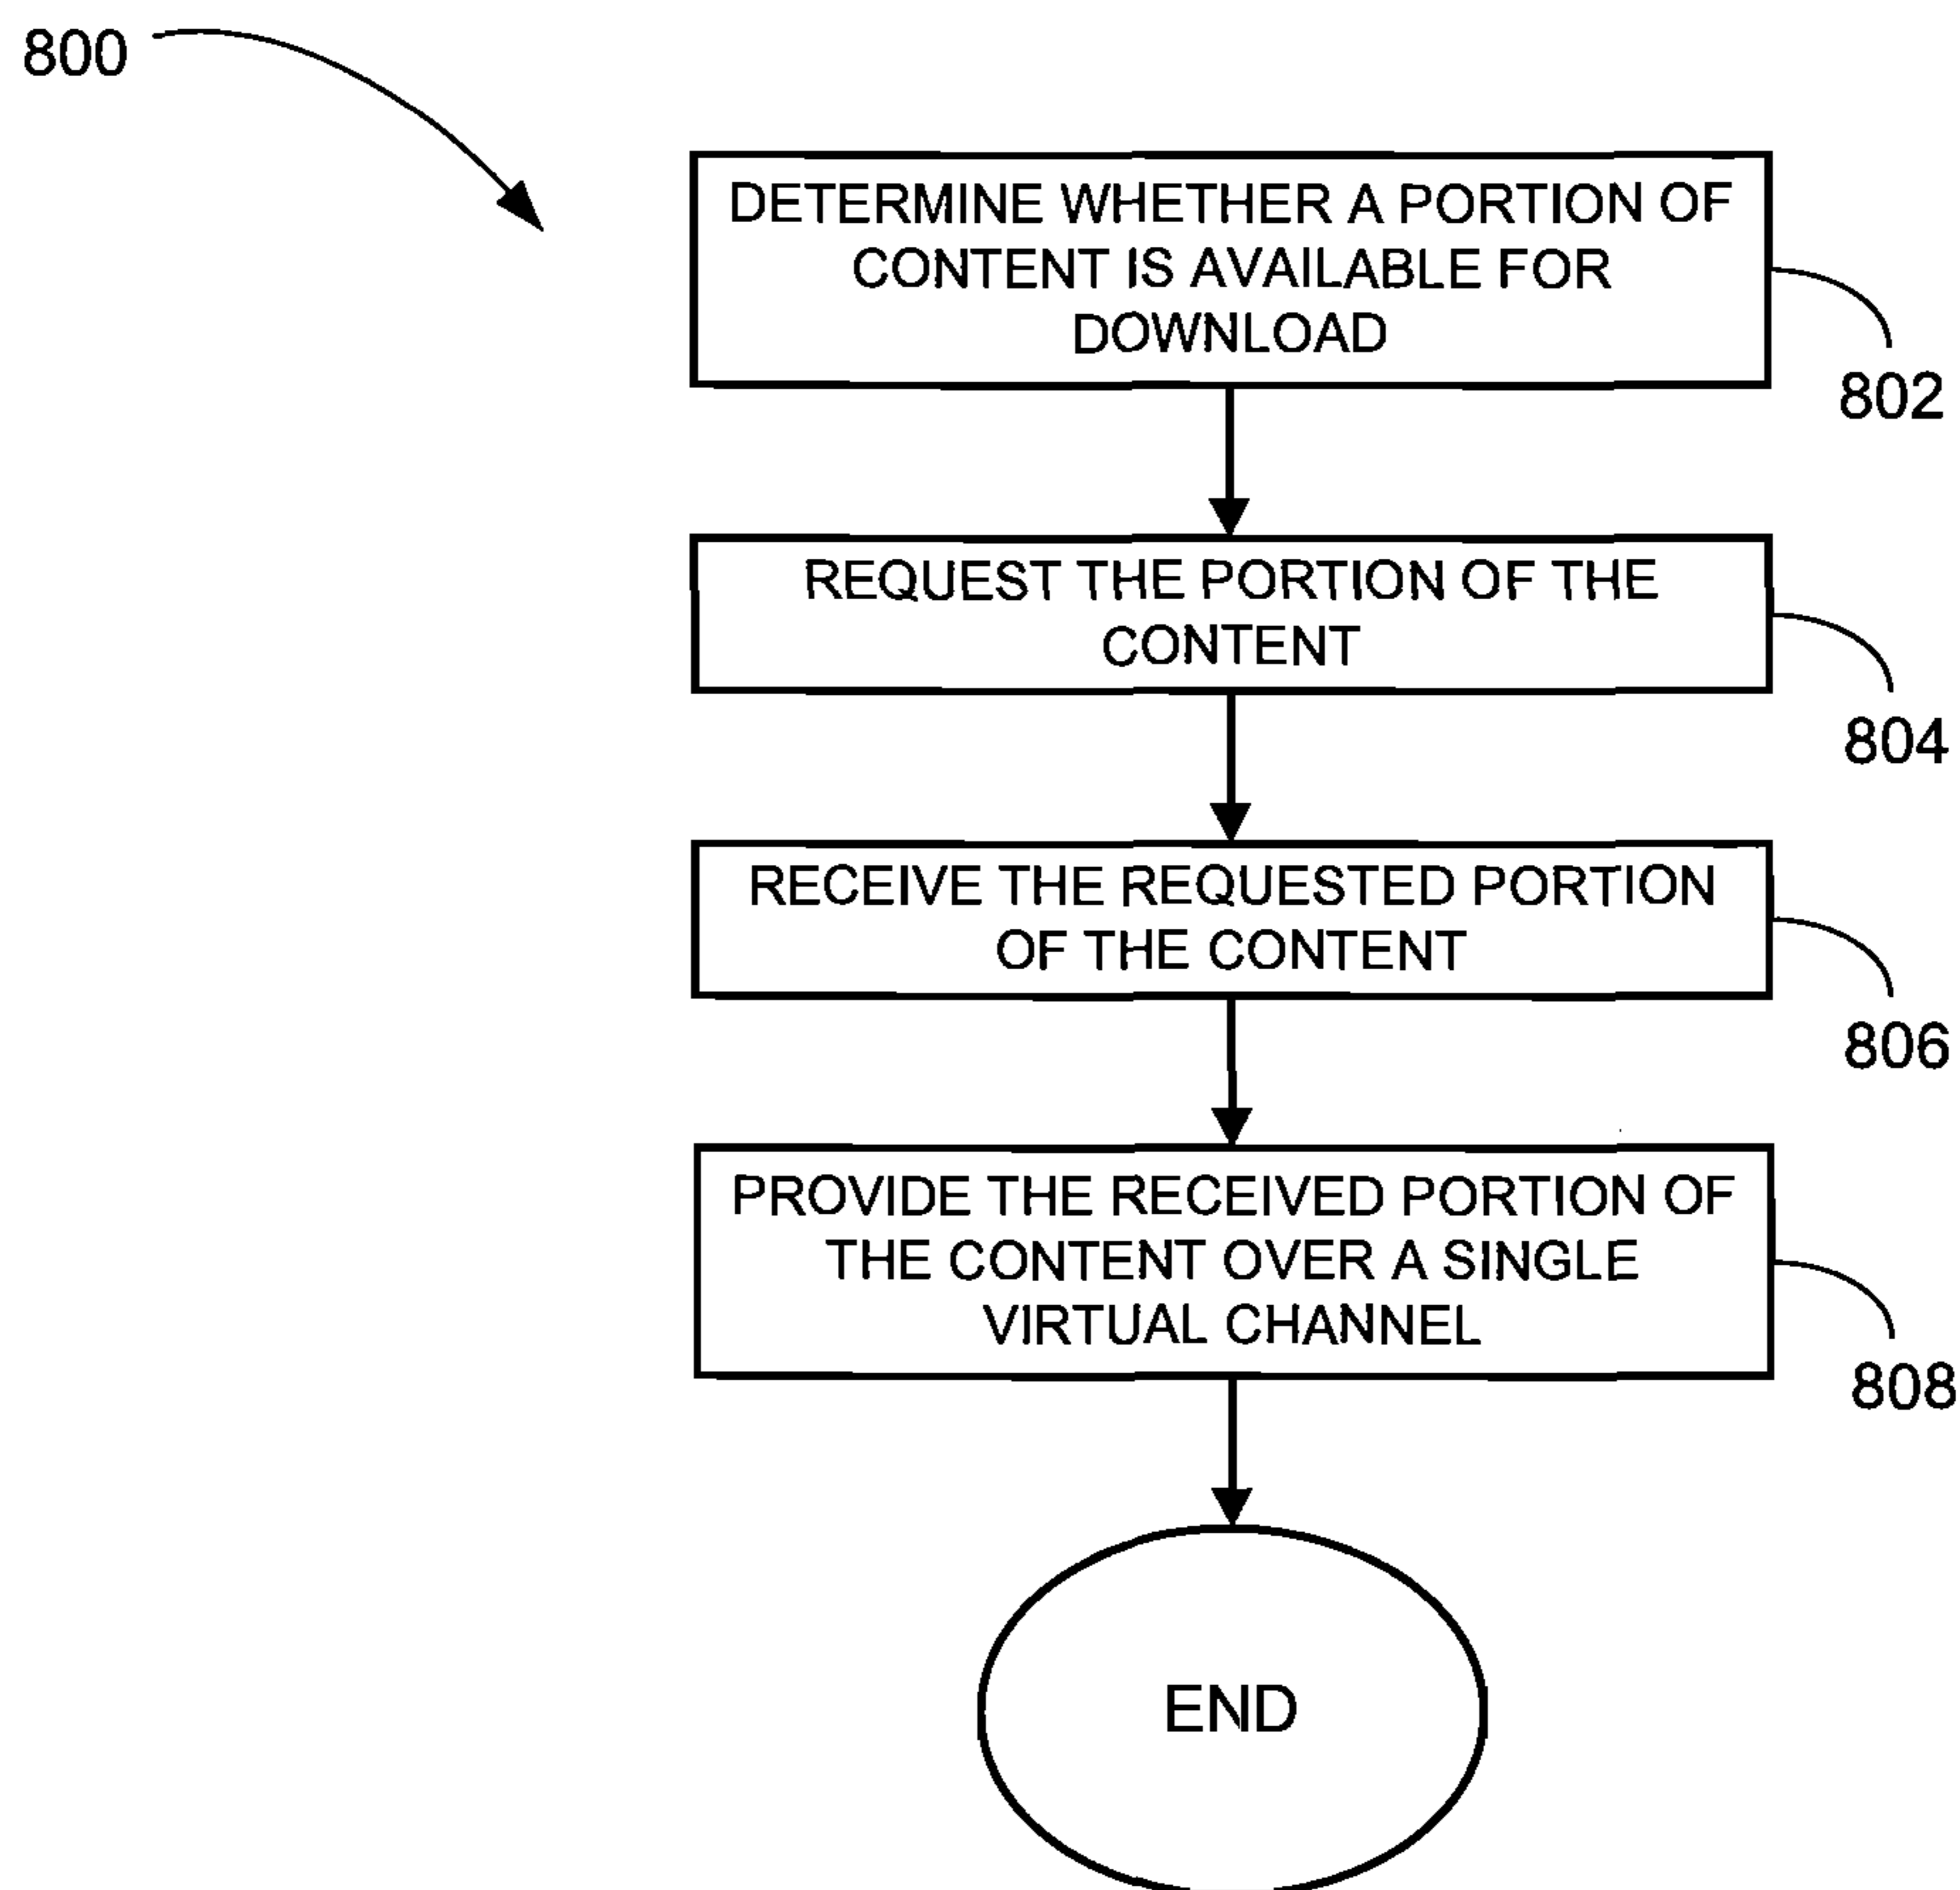 800
DETERMINE WHETHER A PORTION OF
CONTENT IS AVAILABLE FOR
DOWNLOAD
802
REQUEST THE PORTION OF THE
CONTENT
804
RECEIVE THE REQUESTED PORTION
OF THE CONTENT
806
PROVIDE THE RECEIVED PORTION OF
THE CONTENT OVER A SINGLE
VIRTUAL CHANNEL
808
END